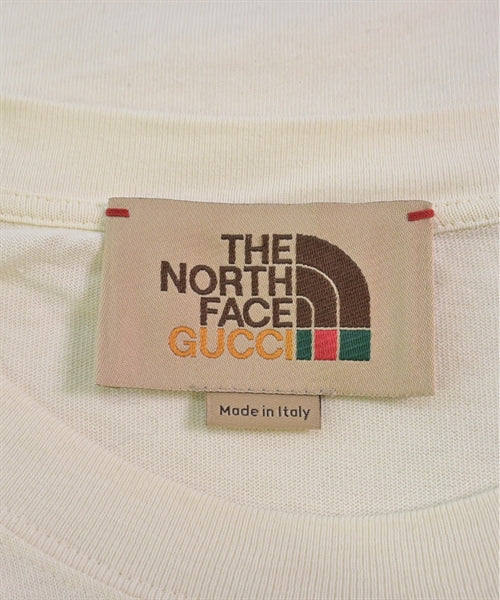 THE
NORTH
FACE
GUCCI
Made in Italy